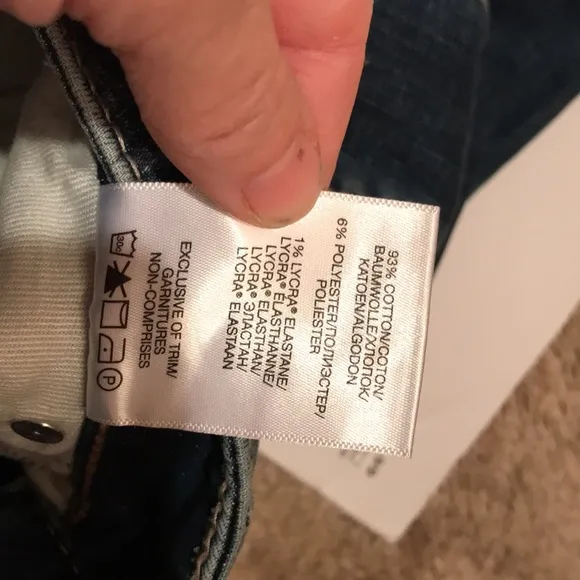 93% COTTON/COTON/
BAUMWOLLE/ХЛОПОК/
KATOEN/ALGODON
6% POLYESTER/ПОЛИЭСТЕР/
POLIESTER
1% LYCRA® ELASTANE/
LYCRA® ELASTHANNE/
LYCRA® ELASTHAN/
LYCRA® ЭЛАСТАН/
LYCRA® ELASTAAN
EXCLUSIVE OF TRIM/
GARNITURES
NON-COMPRISES
30c
P